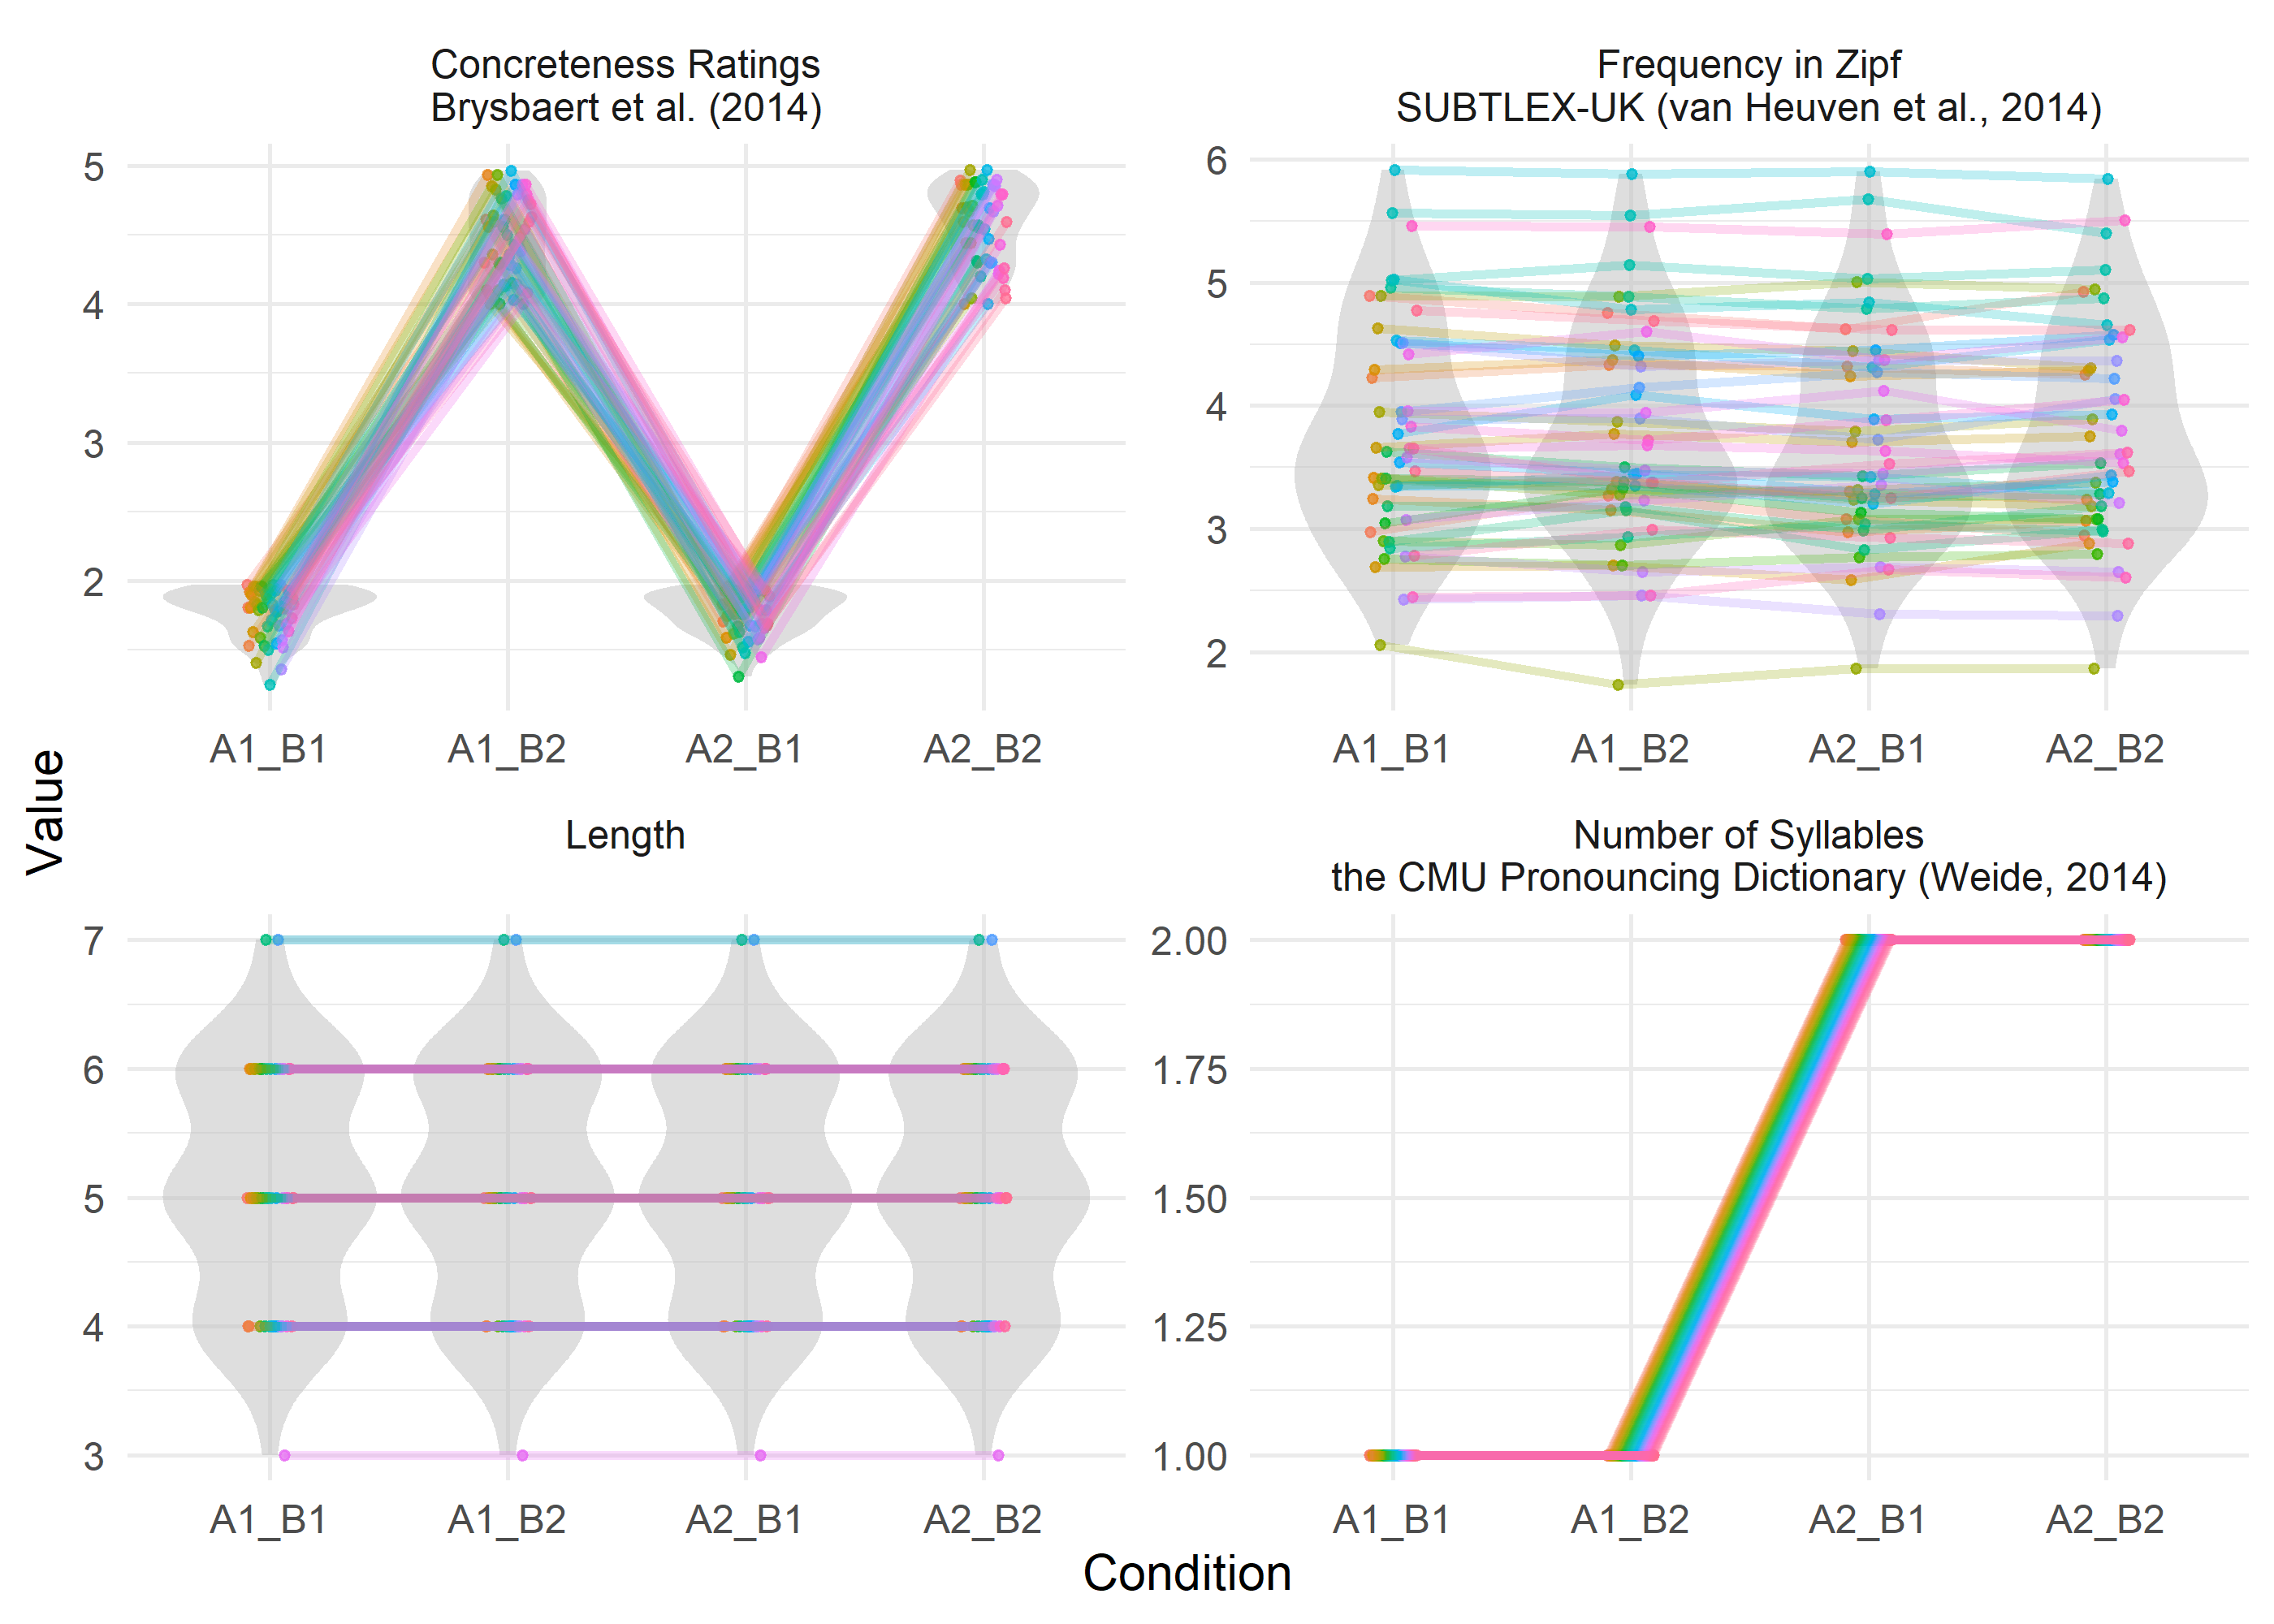 Concreteness Ratings
Brysbaert et al. (2014)
5
4
3
2
A1_B1 A1_B2 A2_B1 A2_B2
Frequency in Zipf
SUBTLEX-UK (van Heuven et al., 2014)
6
5
4
3
2
A1_B1 A1_B2 A2_B1 A2_B2
Value
Length
7
6
5
4
3
A1_B1 A1_B2 A2_B1 A2_B2
Number of Syllables
the CMU Pronouncing Dictionary (Weide, 2014)
2.00
1.75
1.50
1.25
1.00
A1_B1 A1_B2 A2_B1 A2_B2
Condition